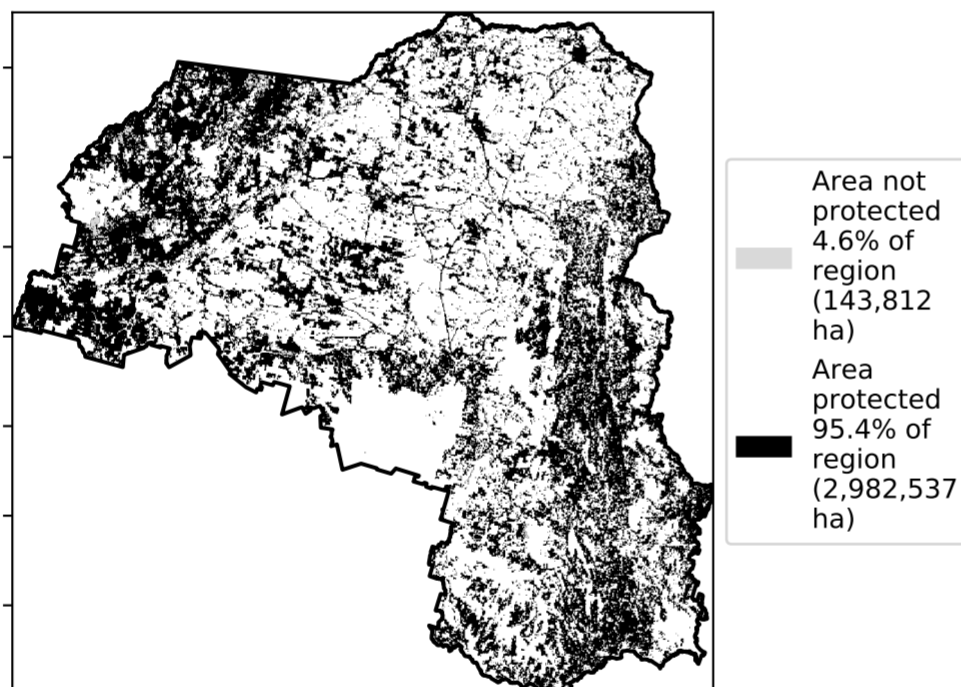 Area not
protected
4.6% of
region
(143,812
ha)
Area
protected
95.4% of
region
(2,982,537
ha)